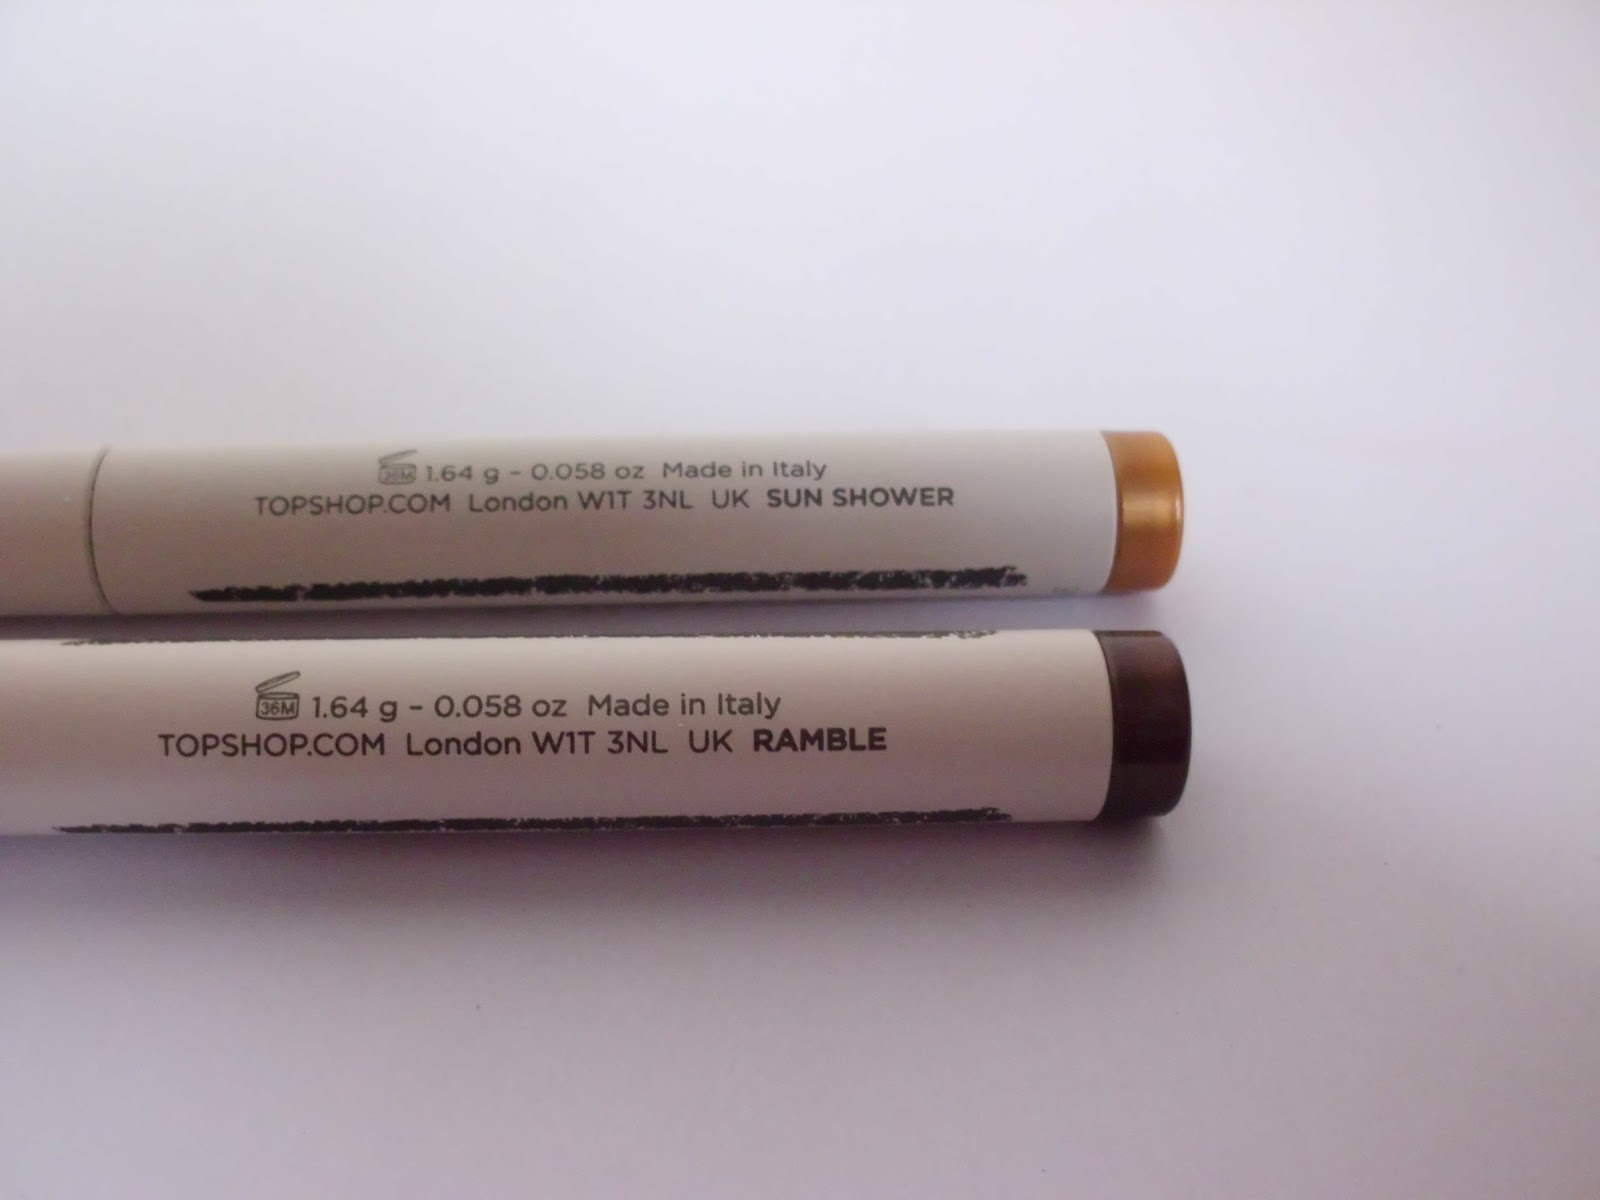 36M 1.64 g - 0.058 oz Made in Italy
TOPSHOP.COM London W1T 3NL UK SUN SHOWER
36M 1.64 g - 0.058 oz Made in Italy
TOPSHOP.COM London W1T 3NL UK RAMBLE